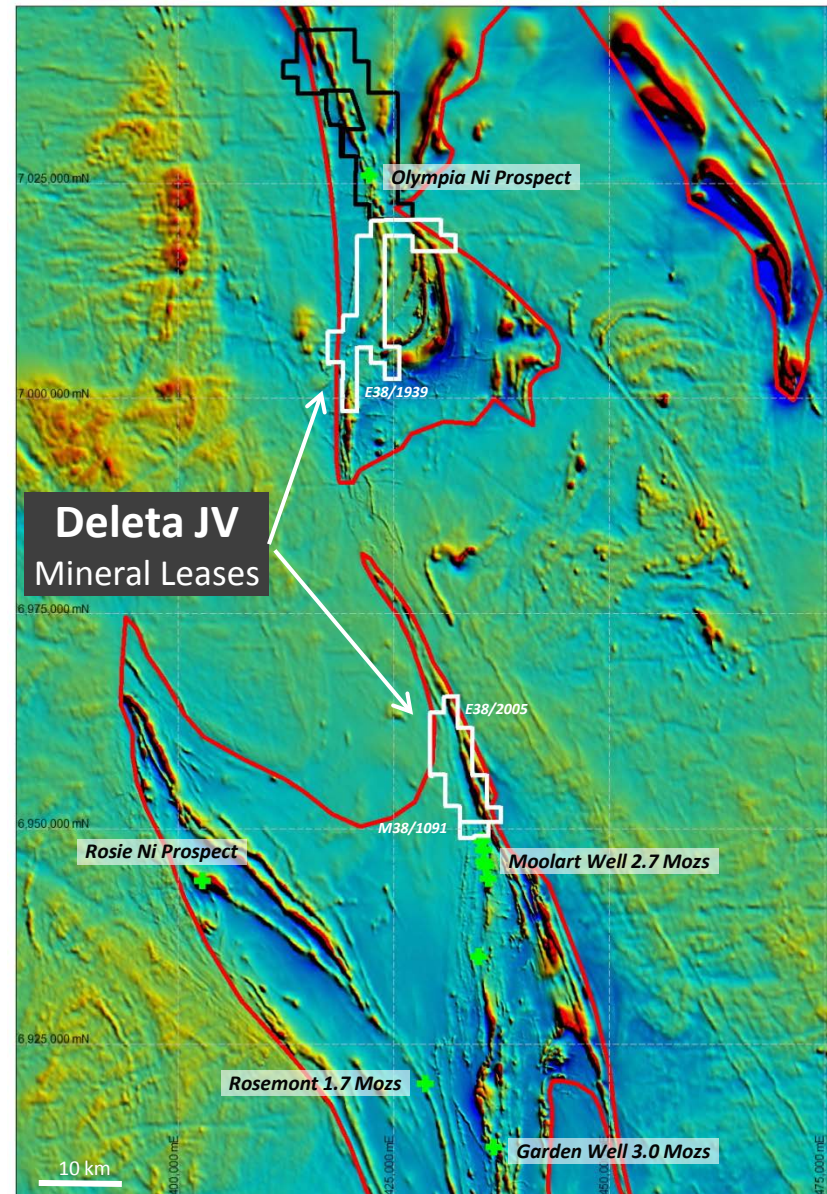 Olympia Ni Prospect
7,025,000 mN
7,000,000 mN
E38/1939
Deleta JV
Mineral Leases
6,975,000 mN
E38/2005
6,950,000 mN
M38/1091
Rosie Ni Prospect
Moolart Well 2.7 Mozs
6,925,000 mN
Rosemont 1.7 Mozs
Garden Well 3.0 Mozs
10 km
400,000 mE
425,000 mE
450,000 mE
475,000 mE